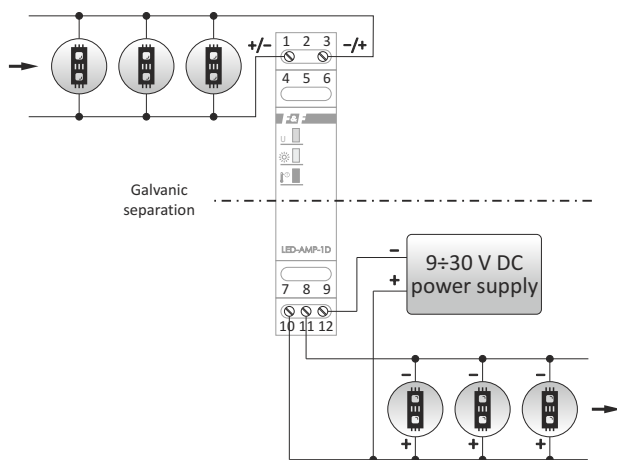 +/- 1 2 3 -/+
4 5 6
F&F
U
Galvanic
separation
LED-AMP-1D
-
9÷30 V DC
+
power supply
7 8 9
10 11 12
- - -
+ + +